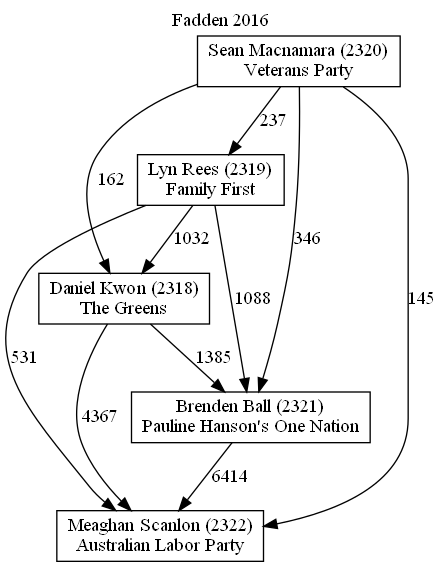 Fadden 2016
Sean Macnamara (2320)
Veterans Party
237
Lyn Rees (2319)
Family First
162
1032
346
Daniel Kwon (2318)
The Greens
1088
145
531
1385
4367
Brenden Ball (2321)
Pauline Hanson's One Nation
6414
Meaghan Scanlon (2322)
Australian Labor Party